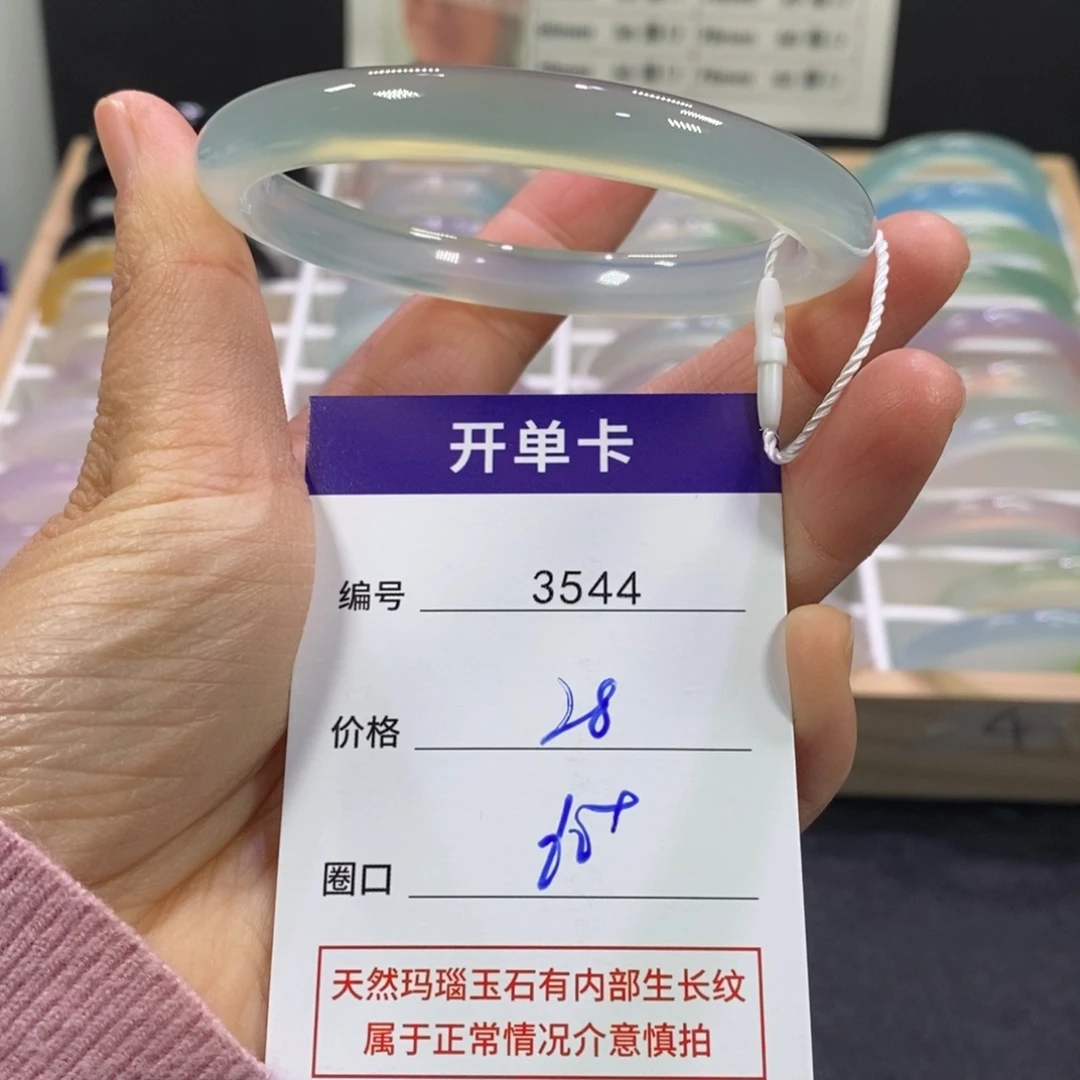 开单卡
编号 3544
价格 28
圈口
天然玛瑙玉石有内部生长纹
属于正常情况介意慎拍